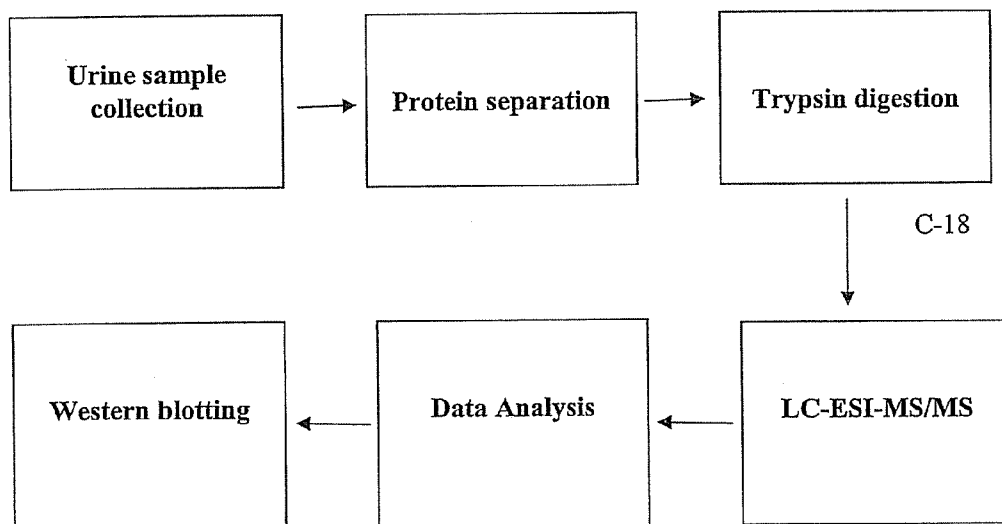 Urine sample
collection
Protein separation
Trypsin digestion
C-18
LC-ESI-MS/MS
Data Analysis
Western blotting